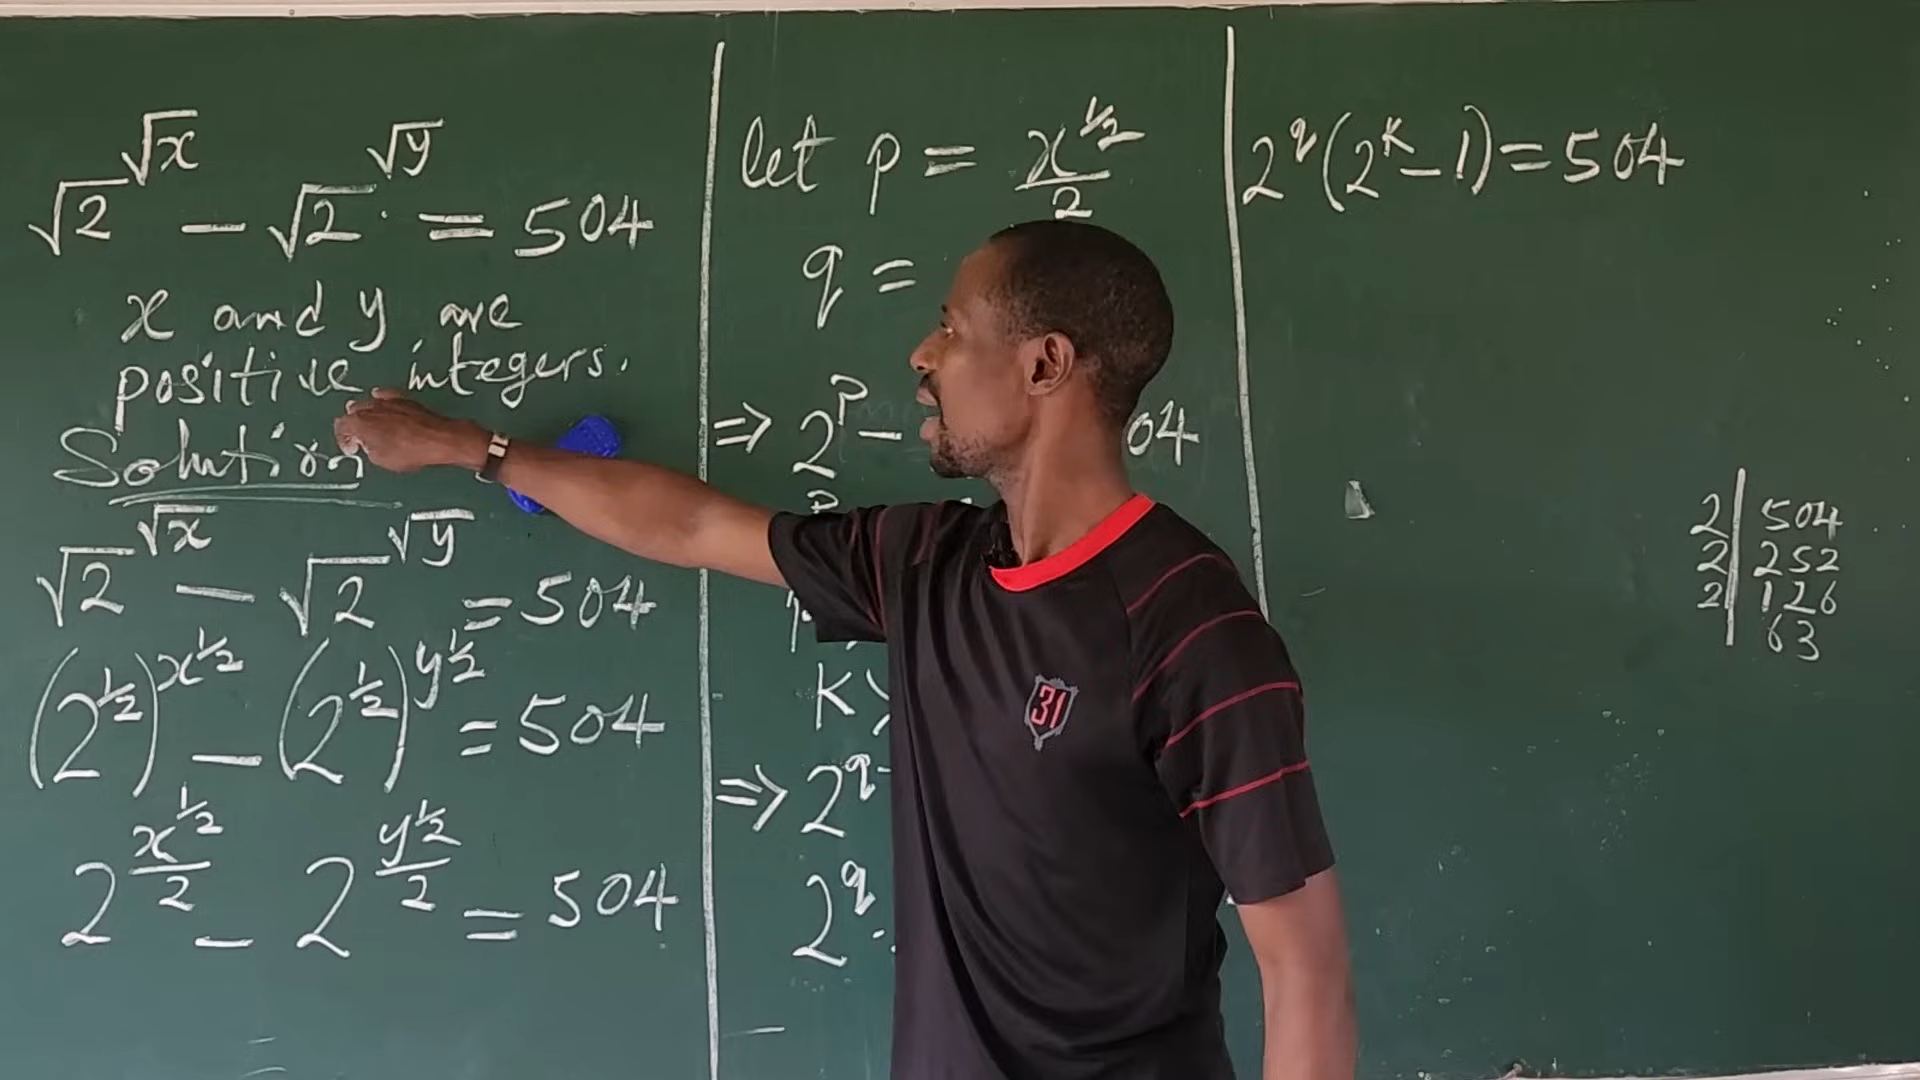 √2^√x - √2^√y = 504
x and y are
positive integers.
Solution
√2^√x - √2^√y = 504
(2^½)^x^½ - (2^½)^y^½ = 504
2^(x^½/2) - 2^(y^½/2) = 504
let p = x^½/2
q =
⇒ 2^p - 04
K
⇒ 2^q
2^q .
2^q(2^k - 1) = 504
2 | 504
2 | 252
2 | 126
63
31